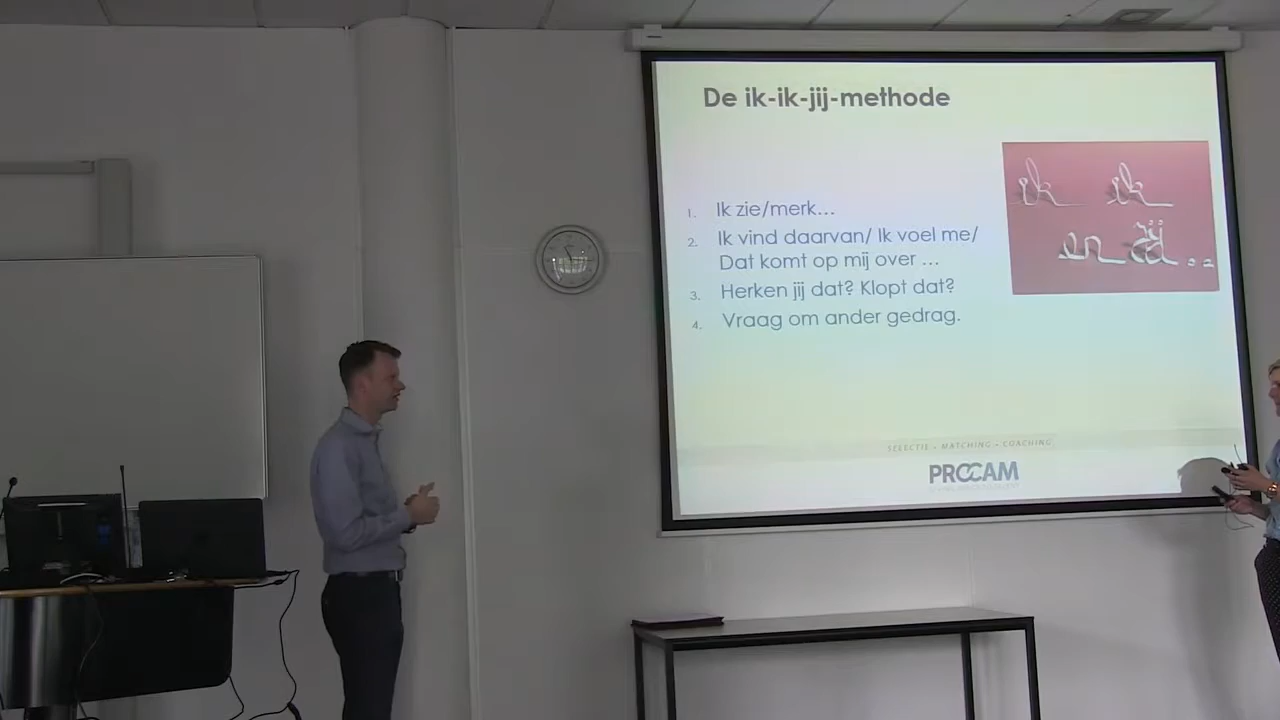 De ik-ik-jij-methode
1. Ik zie/merk...
2. Ik vind daarvan/ Ik voel me/
Dat komt op mij over ...
3. Herken jij dat? Klopt dat?
4. Vraag om ander gedrag.
ik ik
en jij...
SELECTIE • MATCHING • COACHING
PROCAM